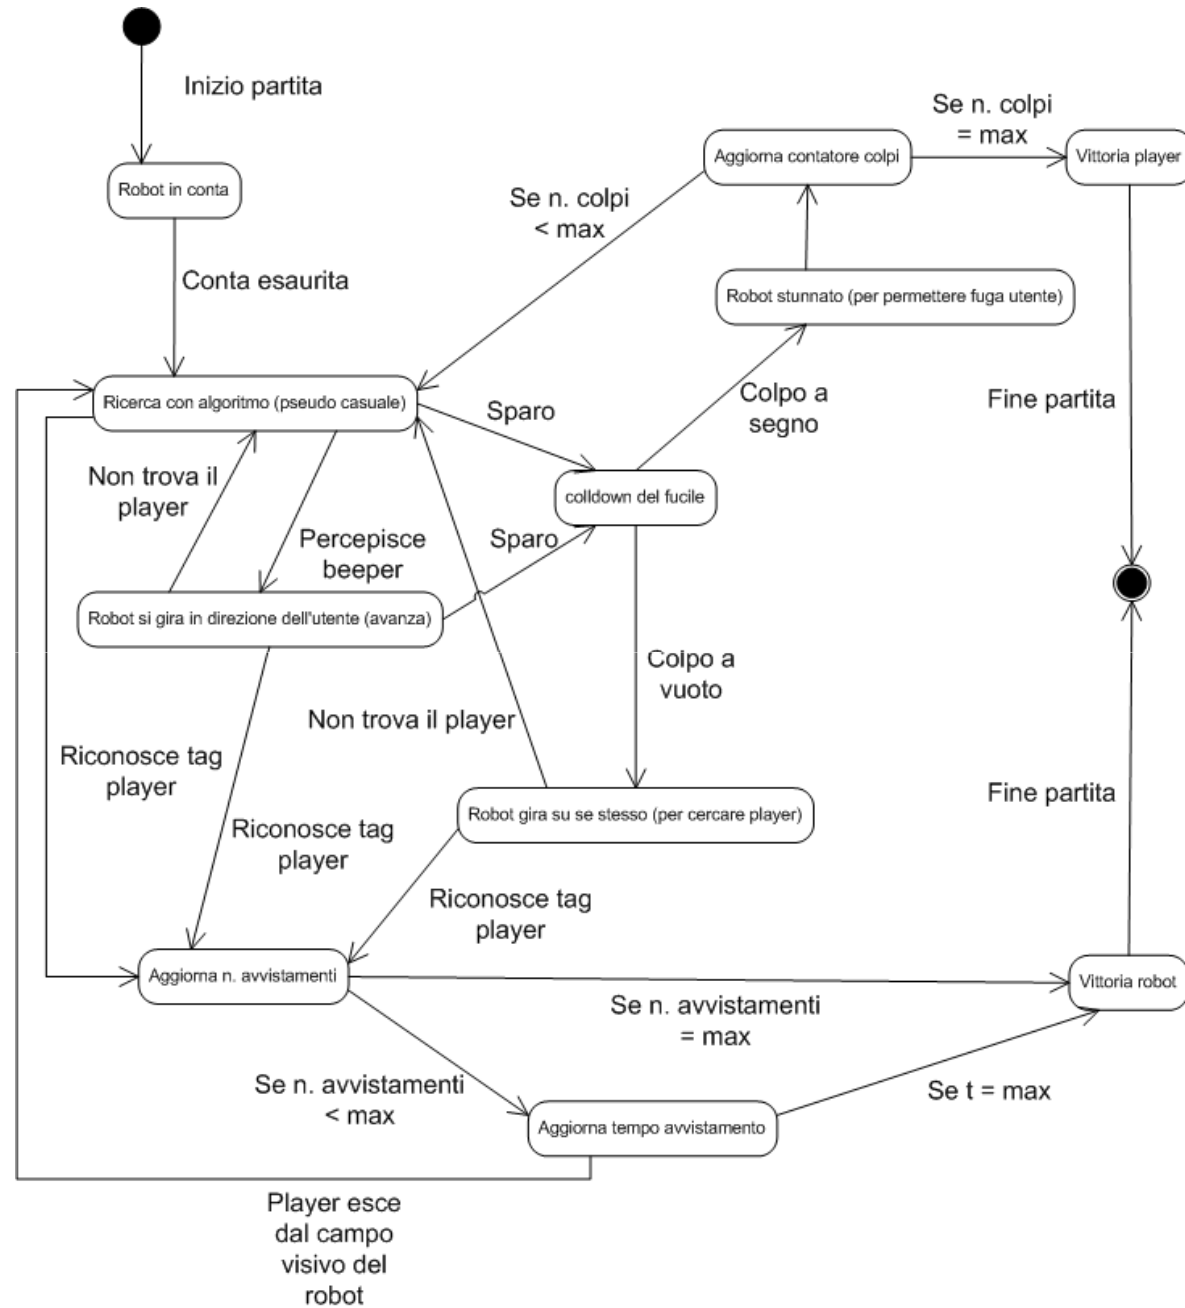 Inizio partita
Se n. colpi
= max
Aggiorna contatore colpi
Vittoria player
Robot in conta
Se n. colpi
< max
Conta esaurita
Robot stunnato (per permettere fuga utente)
Ricerca con algoritmo (pseudo casuale)
Sparo
Colpo a
segno
Fine partita
Non trova il
player
colldown del fucile
Percepisce
beeper
Sparo
Robot si gira in direzione dell'utente (avanza)
Colpo a
vuoto
Non trova il player
Riconosce tag
player
Fine partita
Robot gira su se stesso (per cercare player)
Riconosce tag
player
Riconosce tag
player
Aggiorna n. avvistamenti
Vittoria robot
Se n. avvistamenti
= max
Se n. avvistamenti
< max
Se t = max
Aggiorna tempo avvistamento
Player esce
dal campo
visivo del
robot